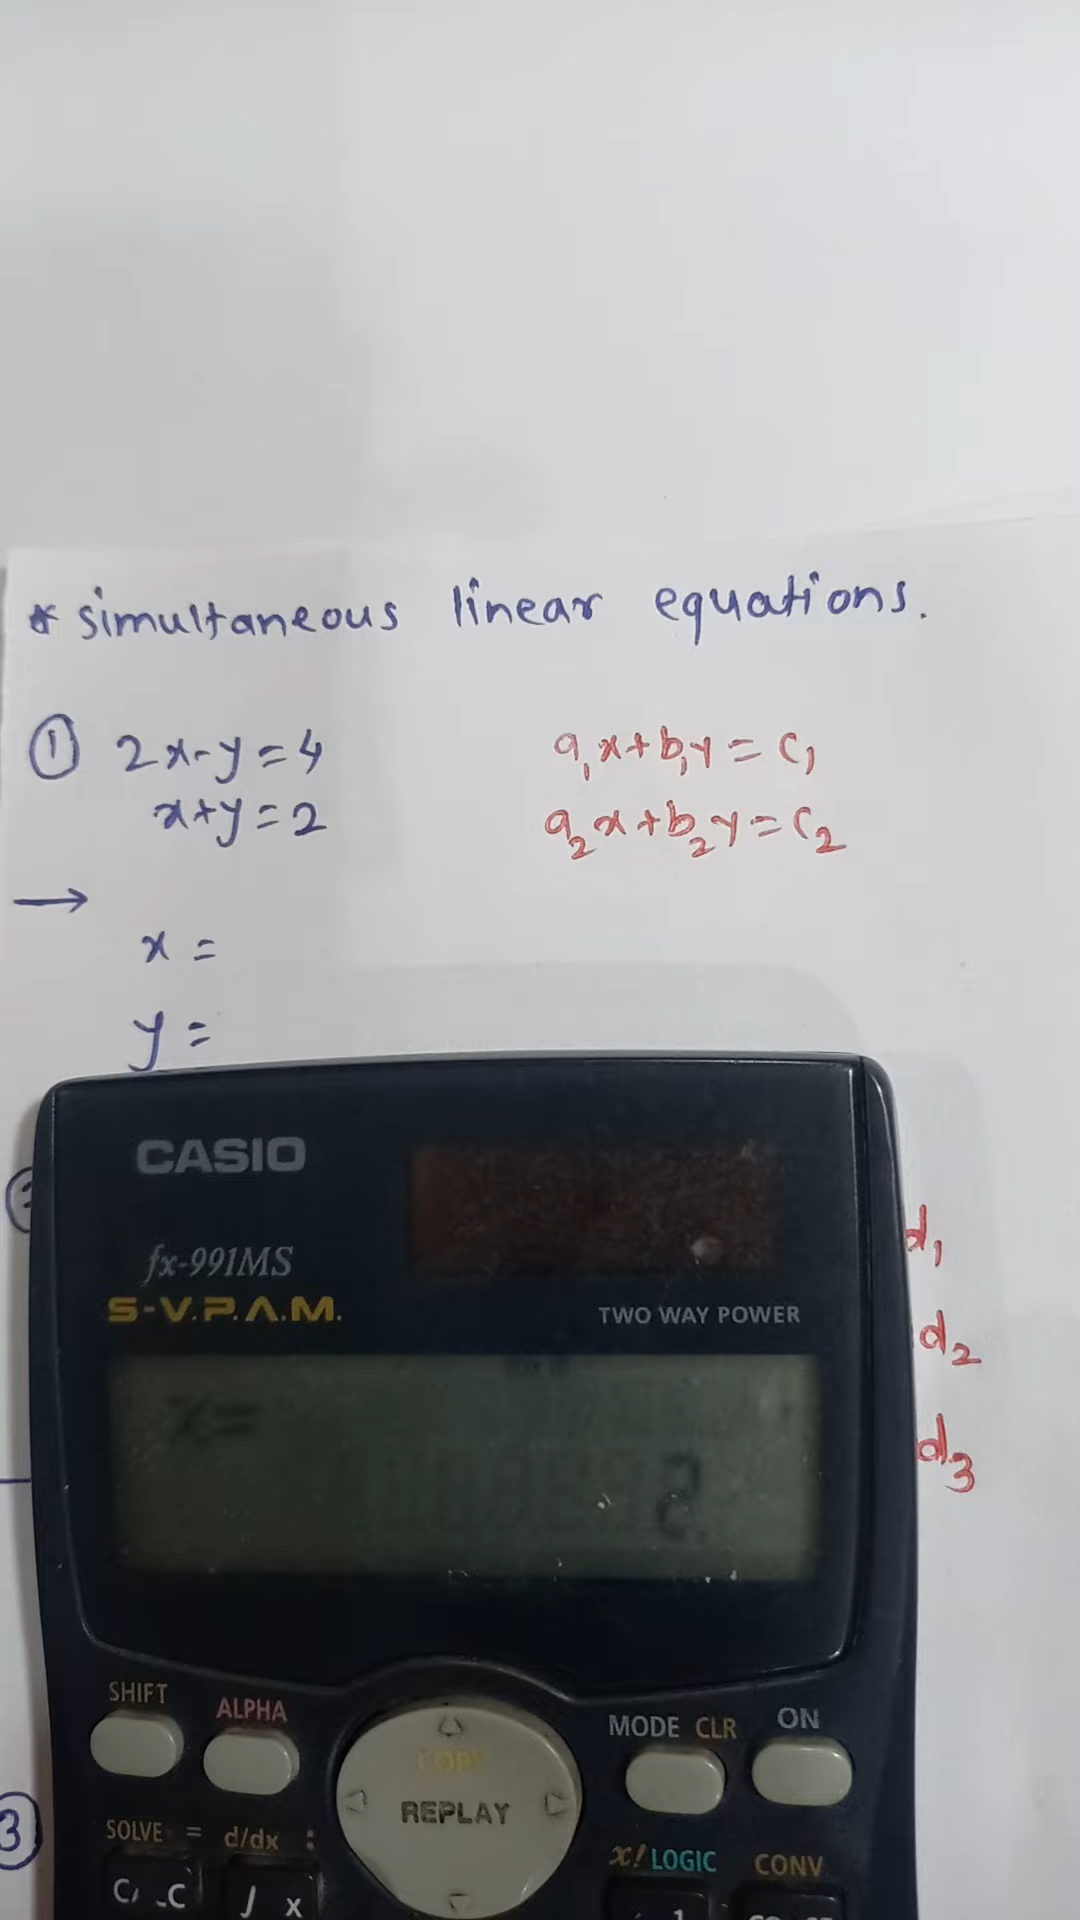 * simultaneous linear equations.
① 2x-y=4
x+y=2
a₁x+b₁y=c₁
a₂x+b₂y=c₂
→
x =
y =
CASIO
fx-991MS
S-V.P.A.M.
TWO WAY POWER
d₁
d₂
d₃
x=
2.
SHIFT
ALPHA
MODE CLR
ON
COPY
REPLAY
3
SOLVE =
d/dx :
x! LOGIC
CONV